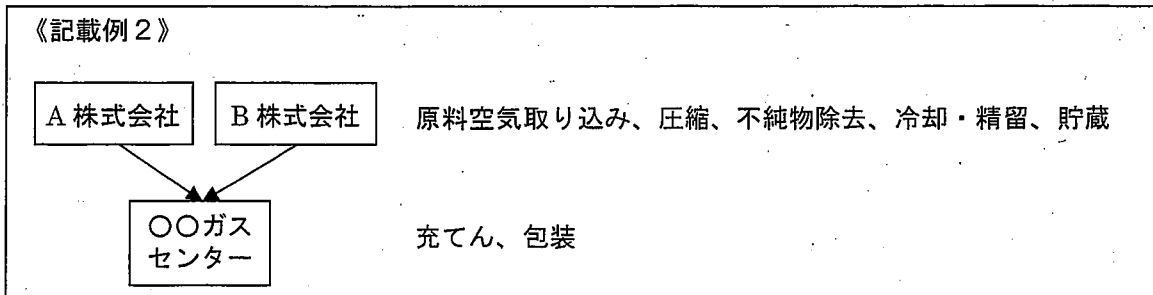 《記載例２》
A 株式会社
B 株式会社
原料空気取り込み、圧縮、不純物除去、冷却・精留、貯蔵
〇〇ガス
センター
充てん、包装